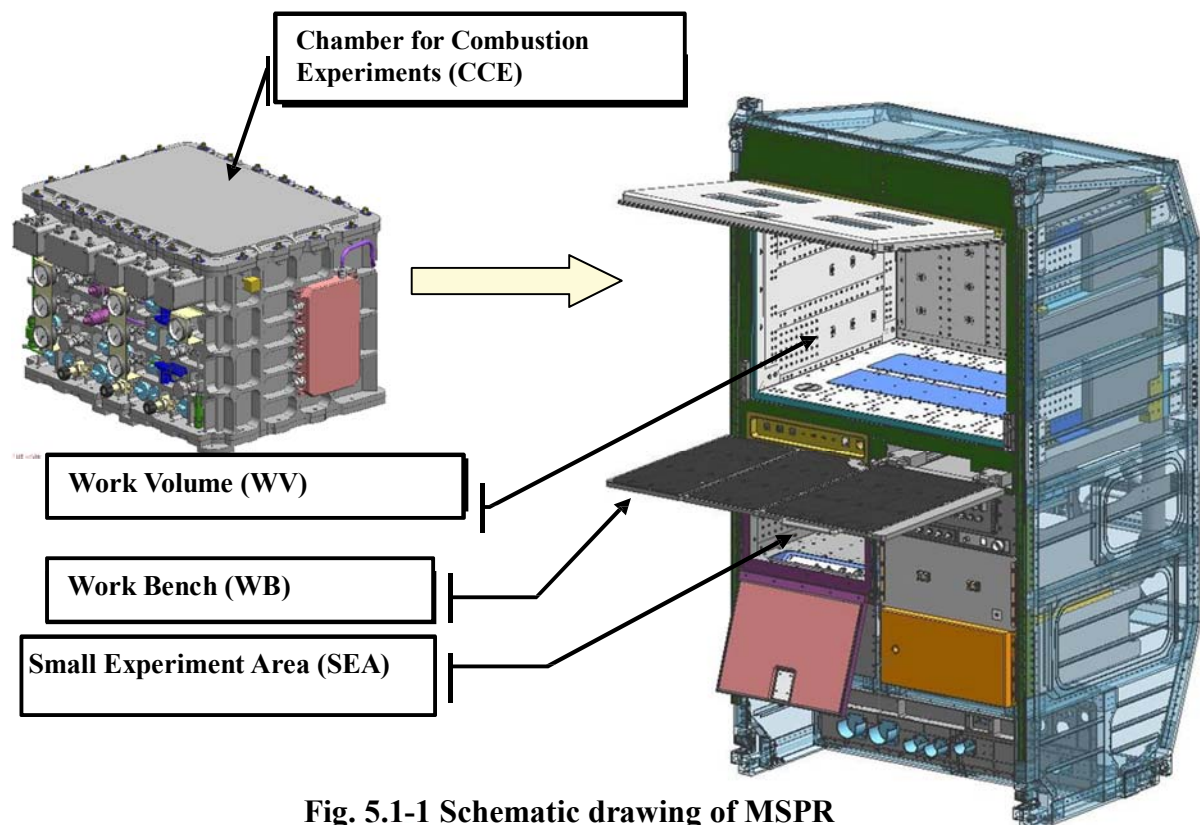 Chamber for Combustion
Experiments (CCE)
Work Volume (WV)
Work Bench (WB)
Small Experiment Area (SEA)
Fig. 5.1-1 Schematic drawing of MSPR